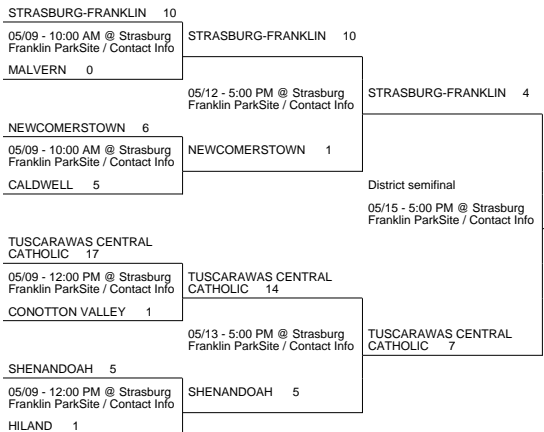 STRASBURG-FRANKLIN 10
05/09 - 10:00 AM @ Strasburg
Franklin ParkSite / Contact Info
STRASBURG-FRANKLIN 10
MALVERN 0
05/12 - 5:00 PM @ Strasburg
Franklin ParkSite / Contact Info
STRASBURG-FRANKLIN 4
NEWCOMERSTOWN 6
05/09 - 10:00 AM @ Strasburg
Franklin ParkSite / Contact Info
NEWCOMERSTOWN 1
CALDWELL 5
District semifinal
05/15 - 5:00 PM @ Strasburg
Franklin ParkSite / Contact Info
TUSCARAWAS CENTRAL
CATHOLIC 17
05/09 - 12:00 PM @ Strasburg
Franklin ParkSite / Contact Info
TUSCARAWAS CENTRAL
CATHOLIC 14
CONOTTON VALLEY 1
05/13 - 5:00 PM @ Strasburg
Franklin ParkSite / Contact Info
TUSCARAWAS CENTRAL
CATHOLIC 7
SHENANDOAH 5
05/09 - 12:00 PM @ Strasburg
Franklin ParkSite / Contact Info
SHENANDOAH 5
HILAND 1